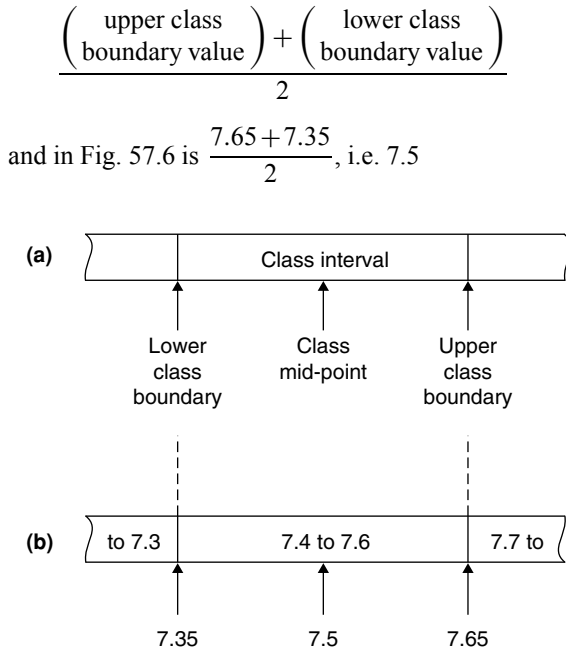 (upper class boundary value) + (lower class boundary value)
2
and in Fig. 57.6 is (7.65 + 7.35)/2, i.e. 7.5
(a) Class interval
Lower class boundary
Class mid-point
Upper class boundary
(b) to 7.3 7.4 to 7.6 7.7 to
7.35 7.5 7.65